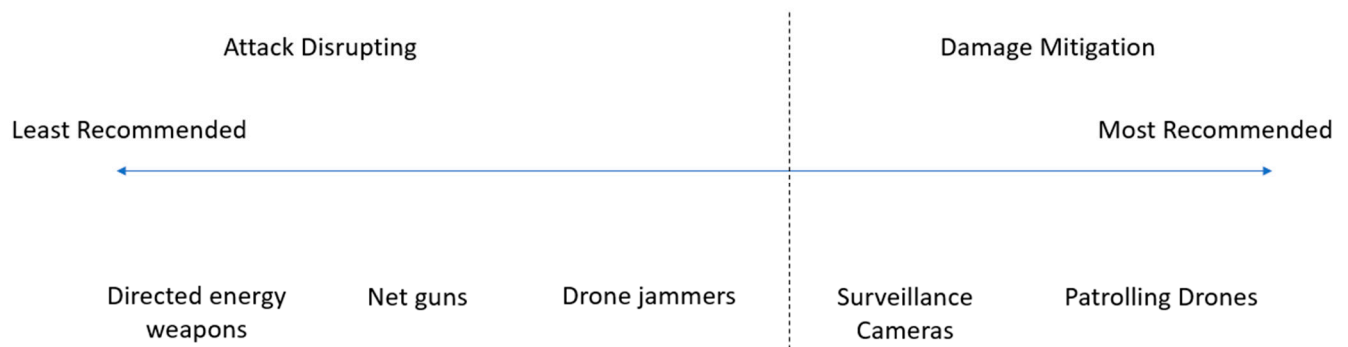 Attack Disrupting
Damage Mitigation
Least Recommended
Most Recommended
Directed energy
weapons
Net guns
Drone jammers
Surveillance
Cameras
Patrolling Drones